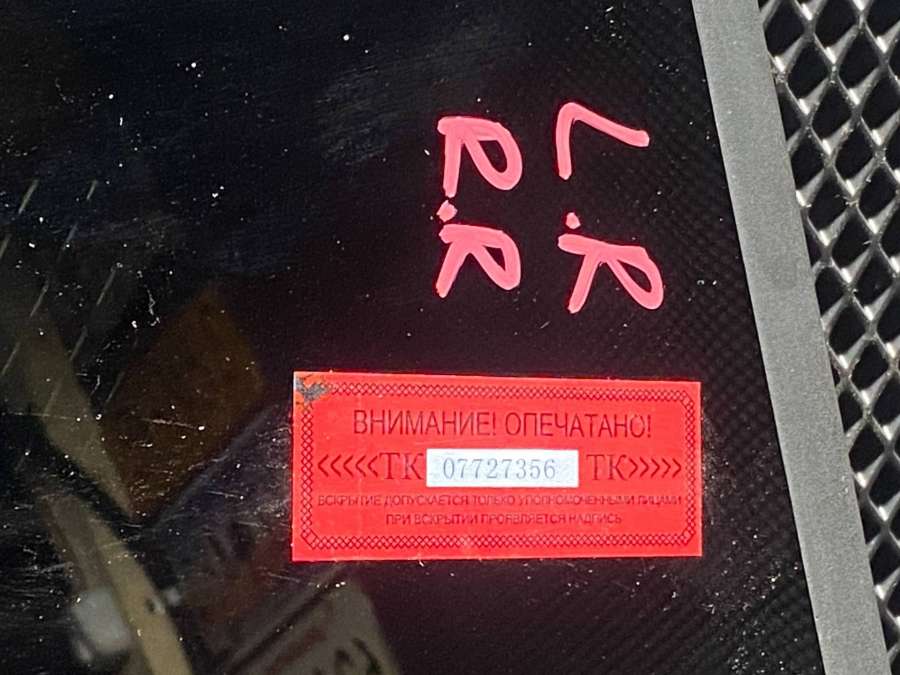 L.R
R.R
ВНИМАНИЕ! ОПЕЧАТАНО!
<<<<<ТК 07727356 ТК>>>>>
ВСКРЫТИЕ ДОПУСКАЕТСЯ ТОЛЬКО УПОЛНОМОЧЕННЫМИ ЛИЦАМИ
ПРИ ВСКРЫТИИ ПРОЯВЛЯЕТСЯ НАДПИСЬ